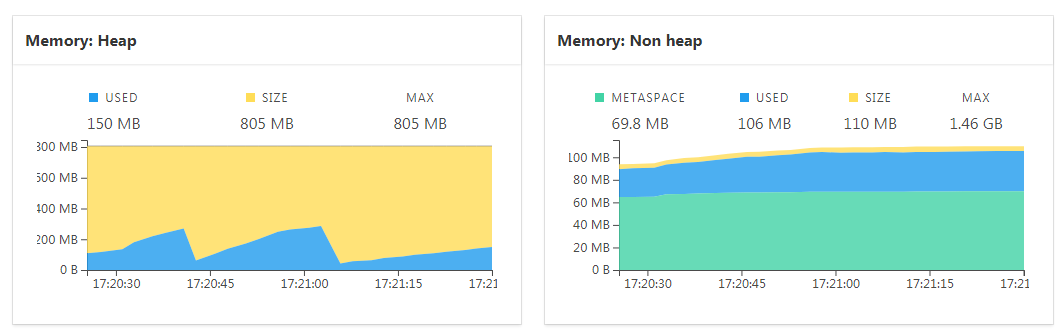 Memory: Heap
USED SIZE MAX
150 MB 805 MB 805 MB
800 MB
600 MB
400 MB
200 MB
0 B
17:20:30 17:20:45 17:21:00 17:21:15 17:21
Memory: Non heap
METASPACE USED SIZE MAX
69.8 MB 106 MB 110 MB 1.46 GB
100 MB
80 MB
60 MB
40 MB
20 MB
0 B
17:20:30 17:20:45 17:21:00 17:21:15 17:21